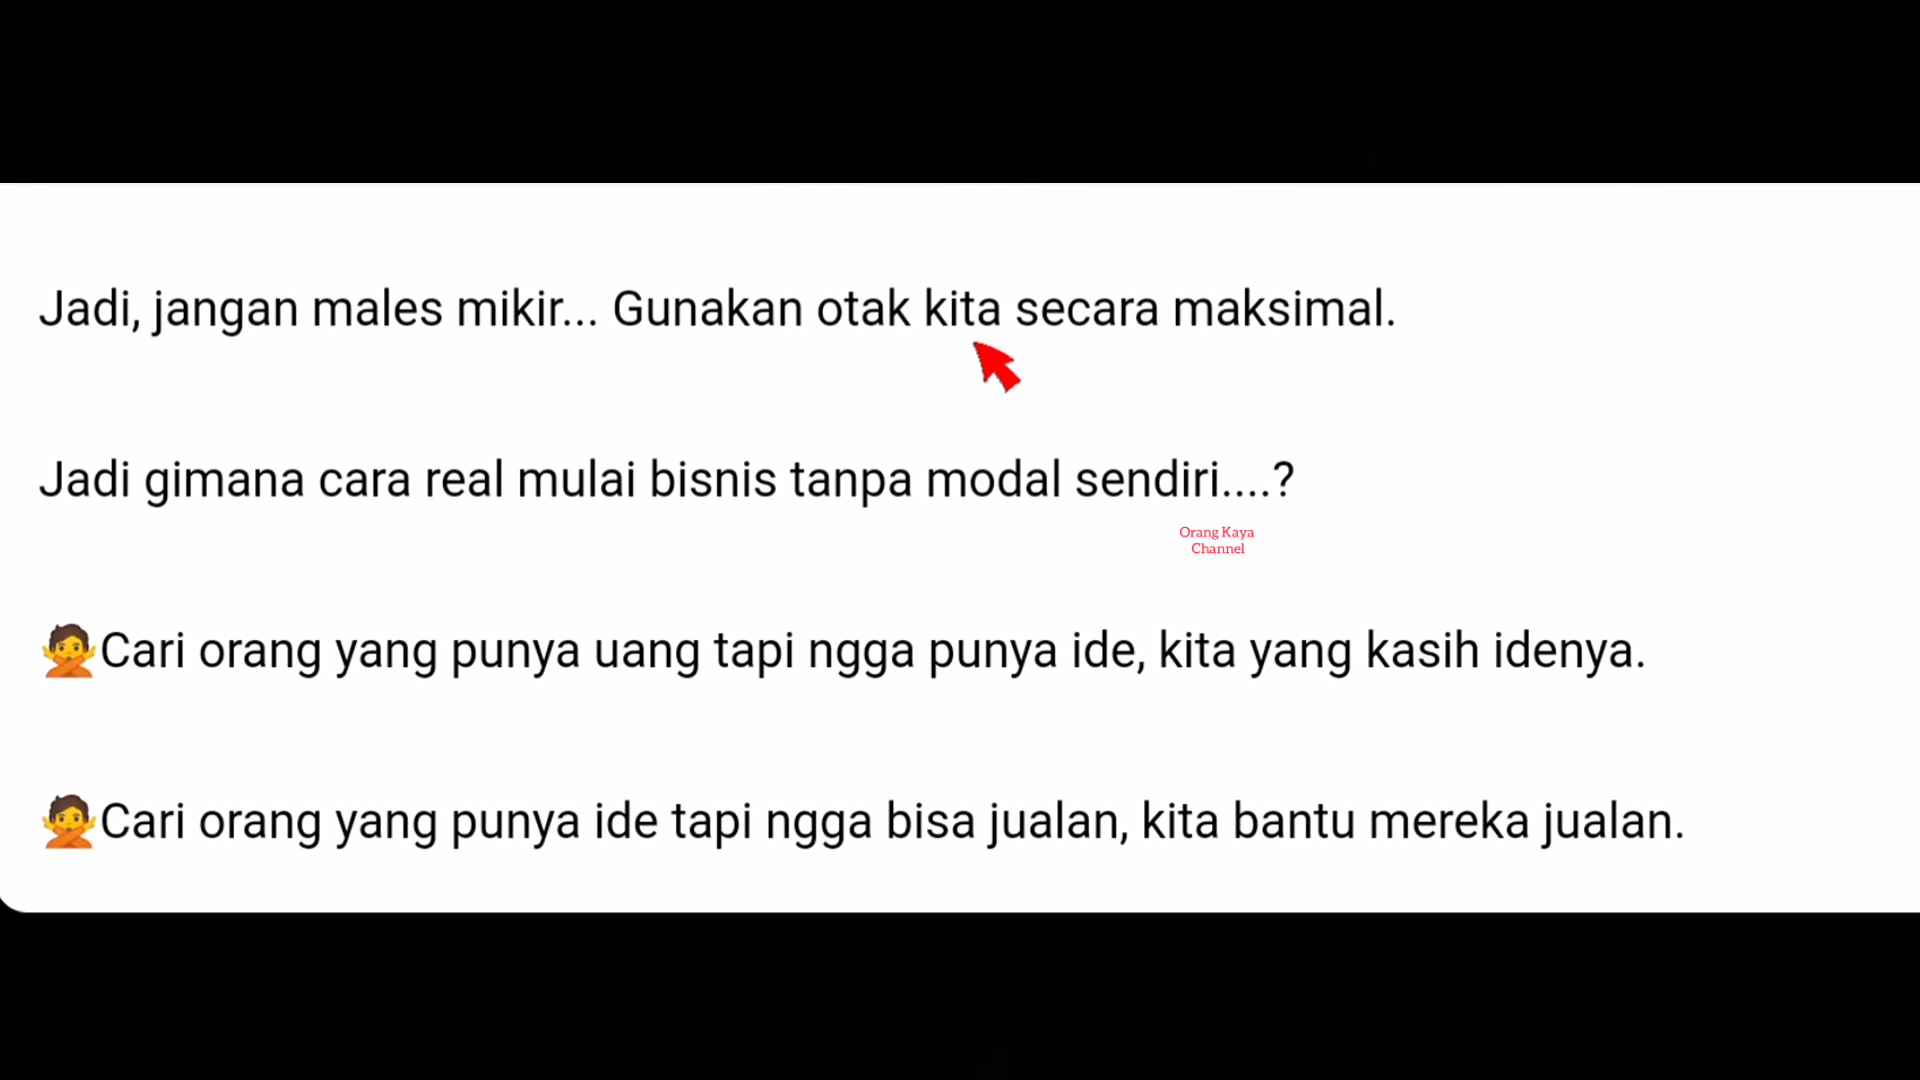 Jadi, jangan males mikir... Gunakan otak kita secara maksimal.
Jadi gimana cara real mulai bisnis tanpa modal sendiri....?
Orang Kaya
Channel
🙅Cari orang yang punya uang tapi ngga punya ide, kita yang kasih idenya.
🙅Cari orang yang punya ide tapi ngga bisa jualan, kita bantu mereka jualan.